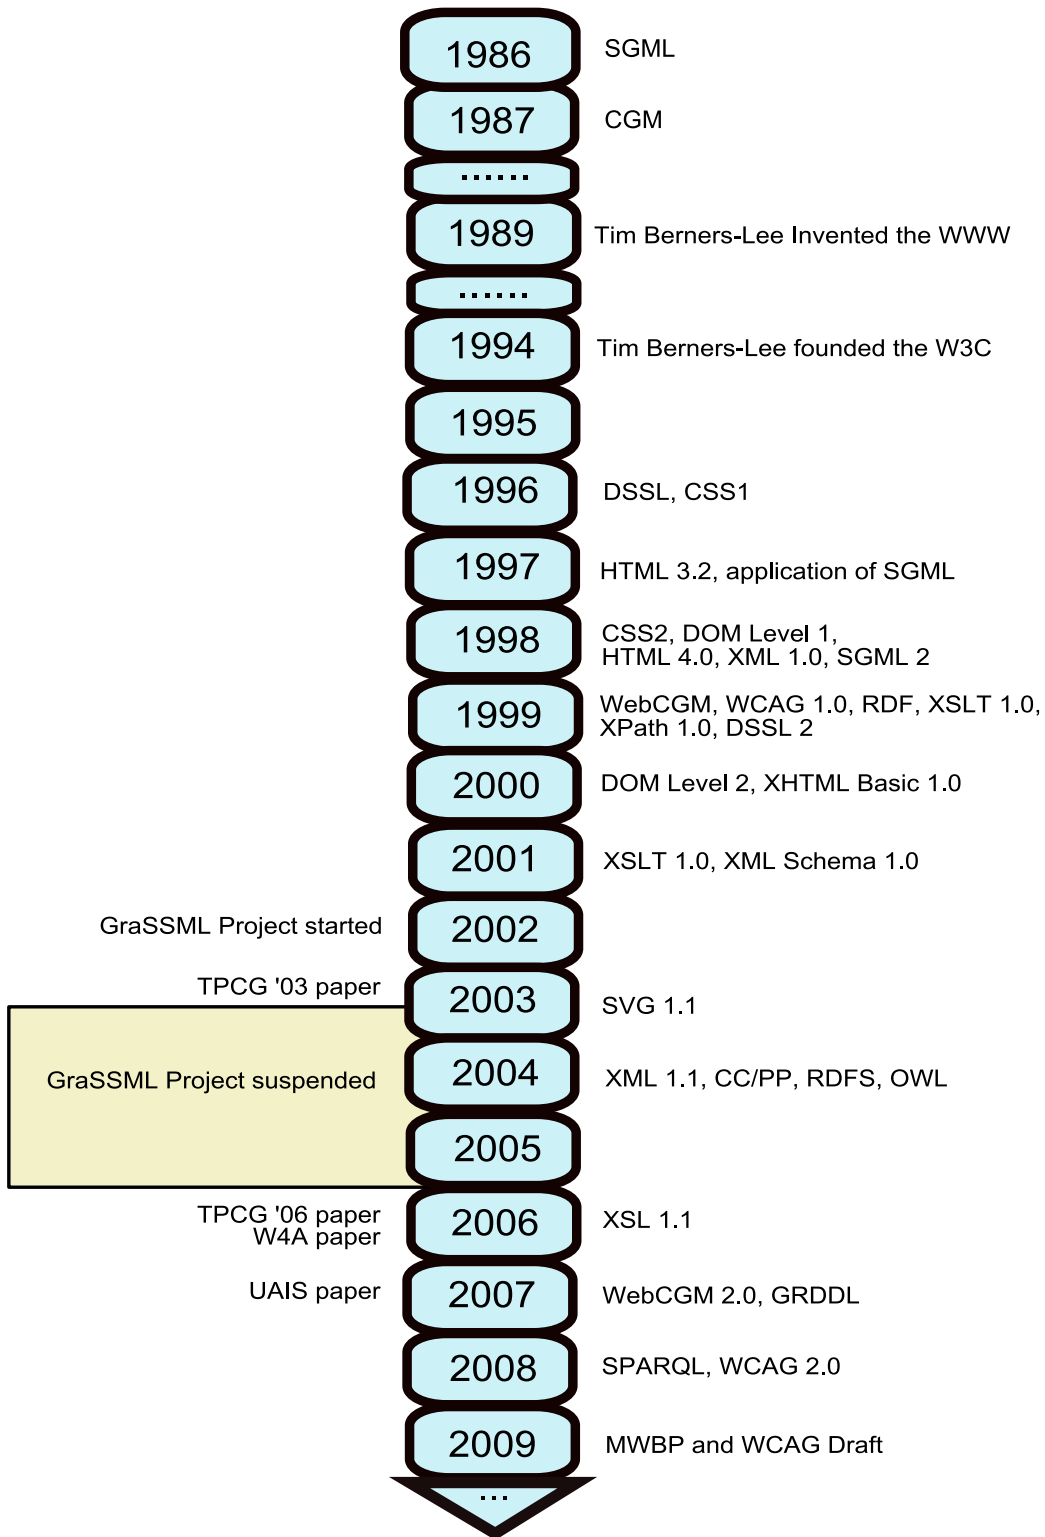 1986
SGML
1987
CGM
......
1989
Tim Berners-Lee Invented the WWW
......
1994
Tim Berners-Lee founded the W3C
1995
1996
DSSL, CSS1
1997
HTML 3.2, application of SGML
1998
CSS2, DOM Level 1,
HTML 4.0, XML 1.0, SGML 2
1999
WebCGM, WCAG 1.0, RDF, XSLT 1.0,
XPath 1.0, DSSL 2
2000
DOM Level 2, XHTML Basic 1.0
2001
XSLT 1.0, XML Schema 1.0
GraSSML Project started
2002
TPCG '03 paper
2003
SVG 1.1
GraSSML Project suspended
2004
XML 1.1, CC/PP, RDFS, OWL
2005
TPCG '06 paper
W4A paper
2006
XSL 1.1
UAIS paper
2007
WebCGM 2.0, GRDDL
2008
SPARQL, WCAG 2.0
2009
MWBP and WCAG Draft
...